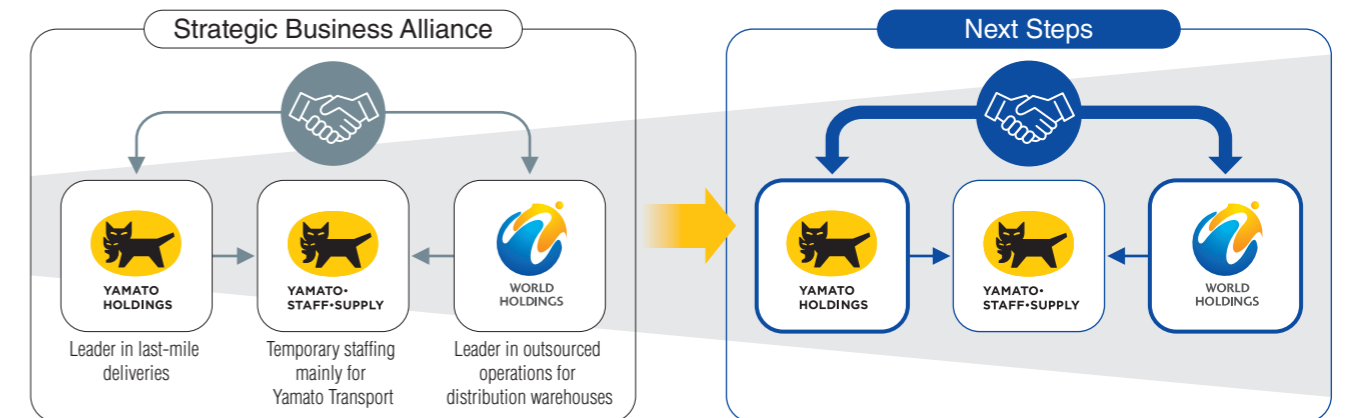 Strategic Business Alliance
YAMATO
HOLDINGS
YAMATO・
STAFF・SUPPLY
WORLD
HOLDINGS
Leader in last-mile
deliveries
Temporary staffing
mainly for
Yamato Transport
Leader in outsourced
operations for
distribution warehouses
Next Steps
YAMATO
HOLDINGS
YAMATO・
STAFF・SUPPLY
WORLD
HOLDINGS